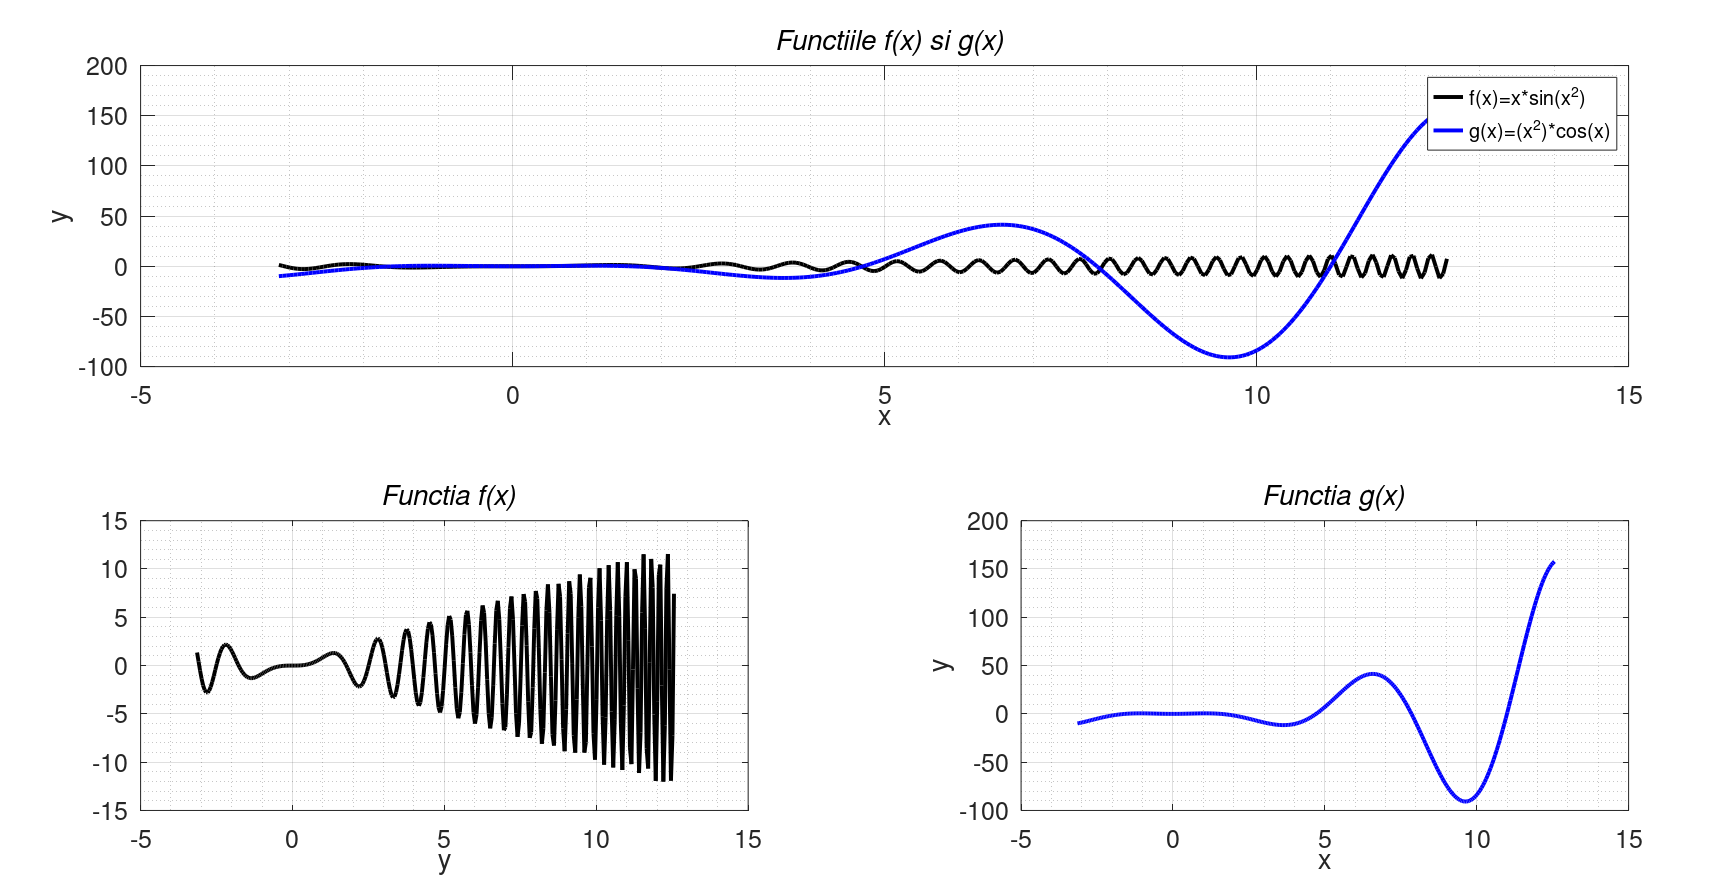 Functiile f(x) si g(x)
200
150
100
50
0
-50
-100
y
f(x)=x*sin(x²)
g(x)=(x²)*cos(x)
-5 0 5 10 15
x
Functia f(x)
15
10
5
0
-5
-10
-15
-5 0 5 10 15
y
Functia g(x)
200
150
100
50
0
-50
-100
y
-5 0 5 10 15
x